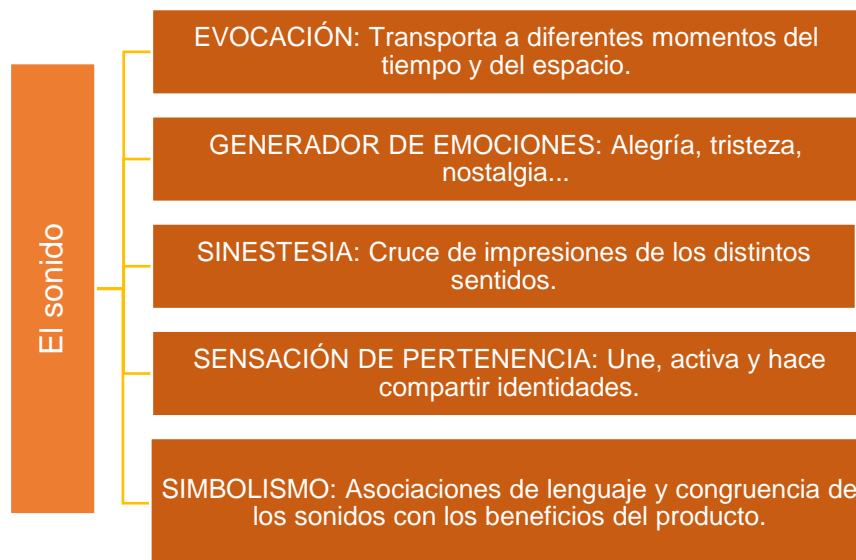 El sonido
EVOCACIÓN: Transporta a diferentes momentos del
tiempo y del espacio.
GENERADOR DE EMOCIONES: Alegría, tristeza,
nostalgia...
SINESTESIA: Cruce de impresiones de los distintos
sentidos.
SENSACIÓN DE PERTENENCIA: Une, activa y hace
compartir identidades.
SIMBOLISMO: Asociaciones de lenguaje y congruencia de
los sonidos con los beneficios del producto.